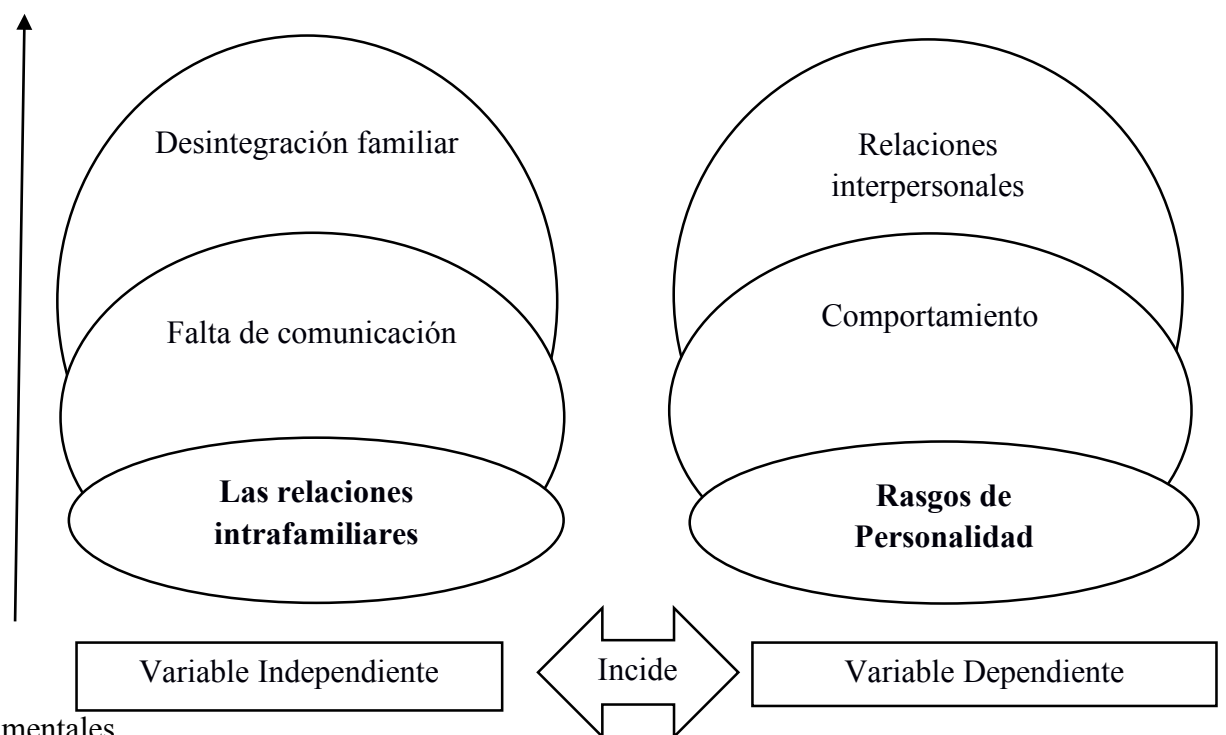 Desintegración familiar
Falta de comunicación
Las relaciones
intrafamiliares
Relaciones
interpersonales
Comportamiento
Rasgos de
Personalidad
Variable Independiente
Incide
Variable Dependiente
mentales